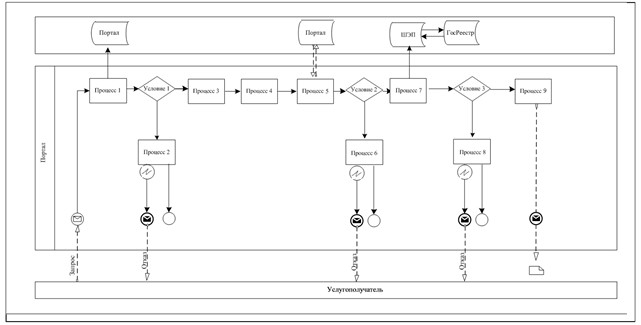 Портал
Портал
ШЭП
ГосРеестр
Процесс 1
Условие 1
Процесс 3
Процесс 4
Процесс 5
Условие 2
Процесс 7
Условие 3
Процесс 9
Портал
Процесс 2
Процесс 6
Процесс 8
Запрос
Отказ
Отказ
Отказ
Услугополучатель